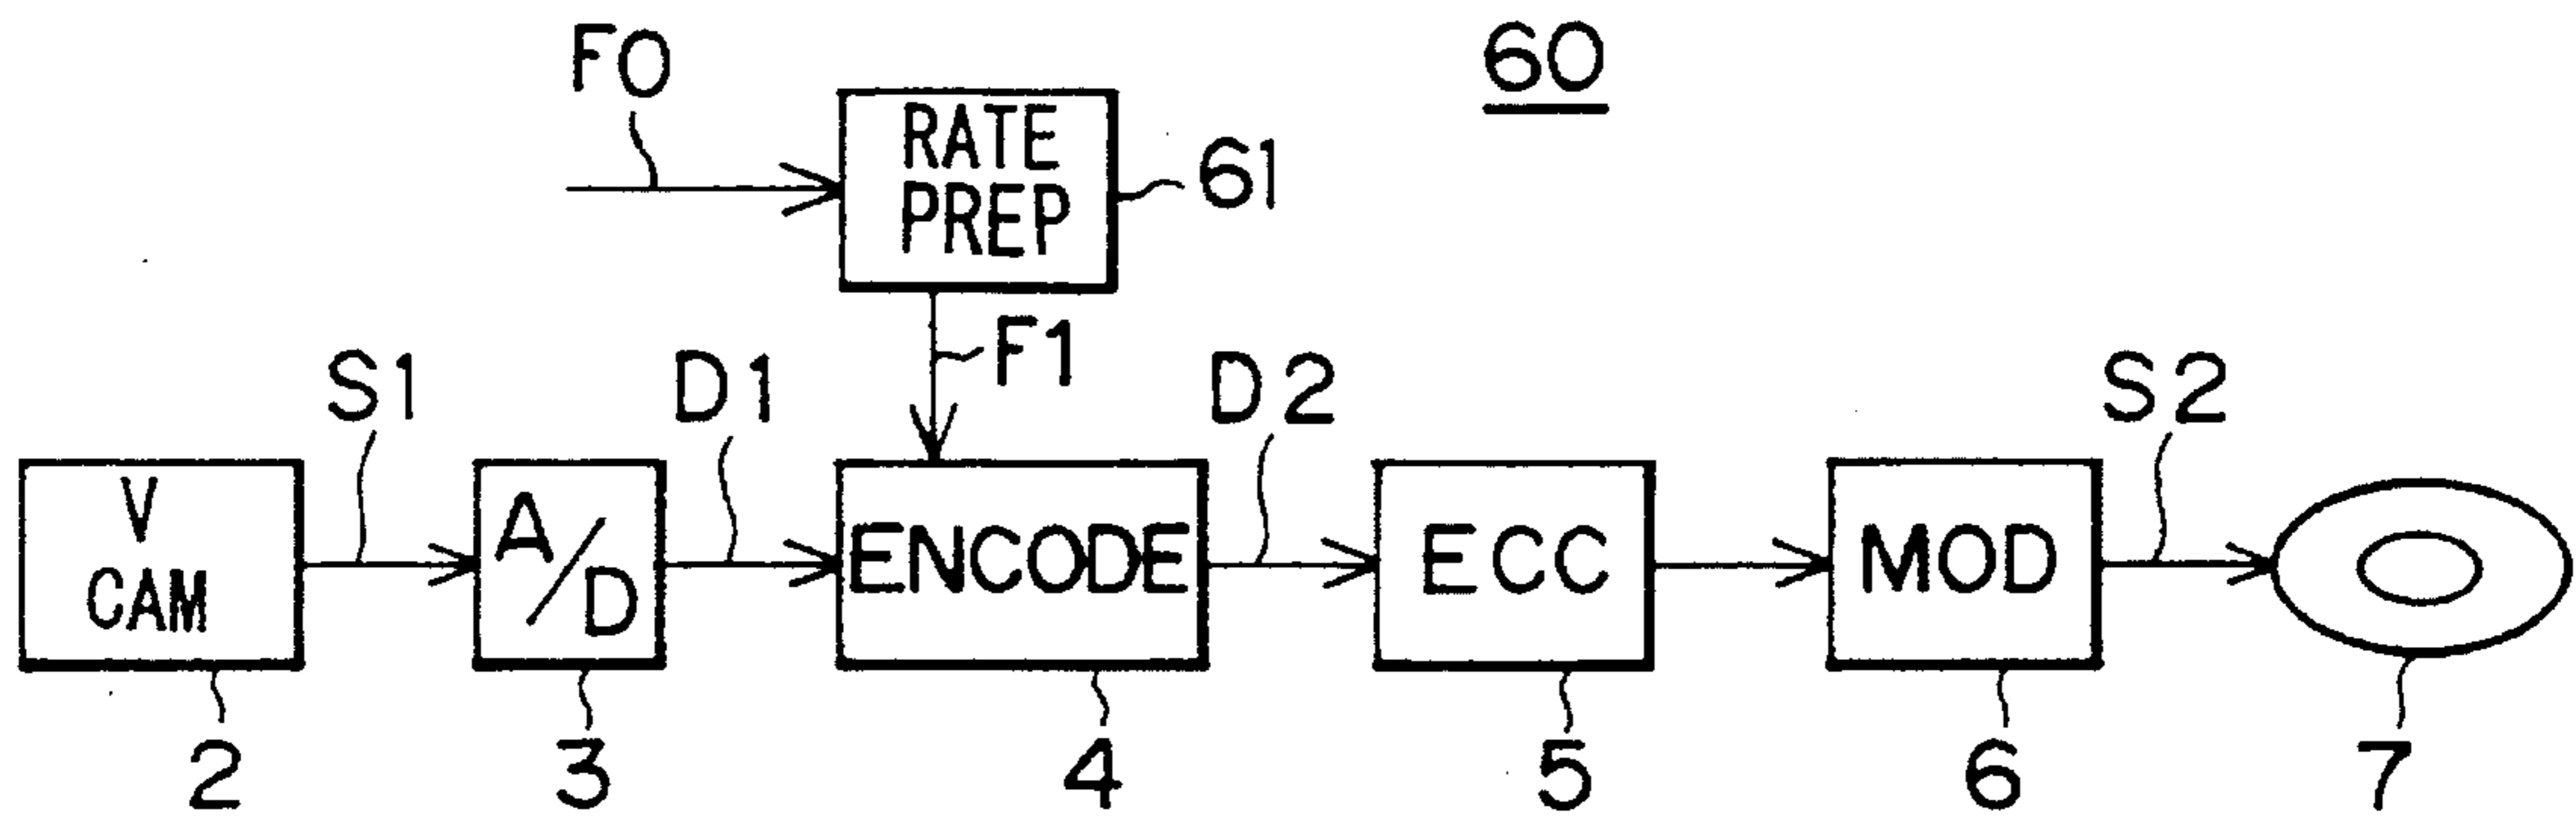 F0
60
RATE
PREP
61
F1
S1
D1
D2
S2
V
CAM
A/D
ENCODE
ECC
MOD
2
3
4
5
6
7